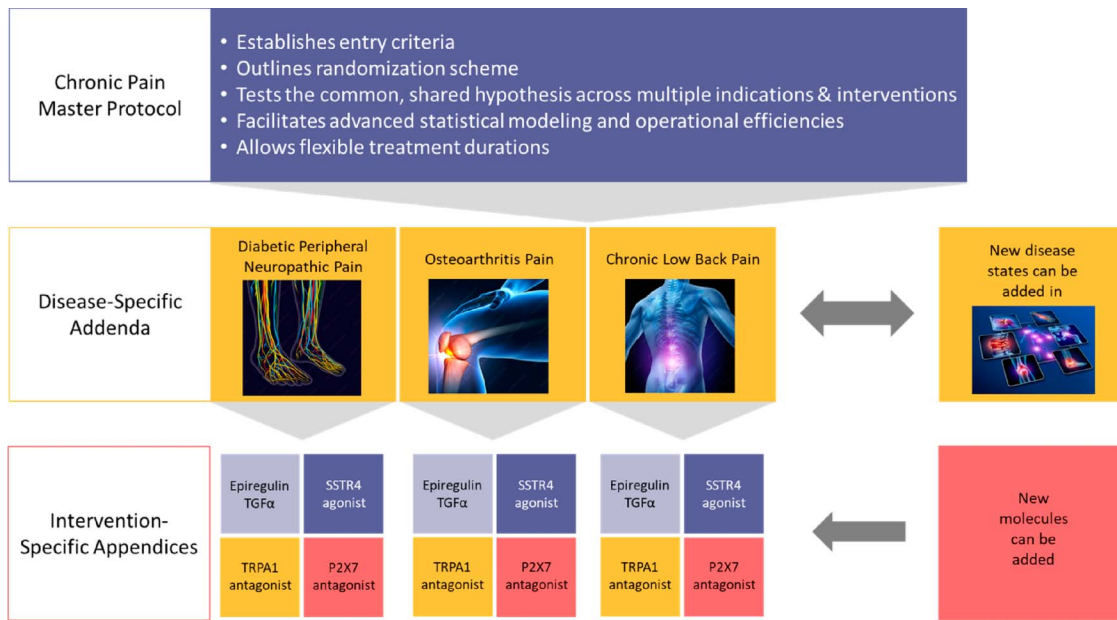 Chronic Pain
Master Protocol
• Establishes entry criteria
• Outlines randomization scheme
• Tests the common, shared hypothesis across multiple indications & interventions
• Facilitates advanced statistical modeling and operational efficiencies
• Allows flexible treatment durations
Disease-Specific
Addenda
Diabetic Peripheral
Neuropathic Pain
Osteoarthritis Pain
Chronic Low Back Pain
New disease
states can be
added in
Intervention-
Specific Appendices
Epiregulin
TGFα
SSTR4
agonist
TRPA1
antagonist
P2X7
antagonist
Epiregulin
TGFα
SSTR4
agonist
TRPA1
antagonist
P2X7
antagonist
Epiregulin
TGFα
SSTR4
agonist
TRPA1
antagonist
P2X7
antagonist
New
molecules
can be
added